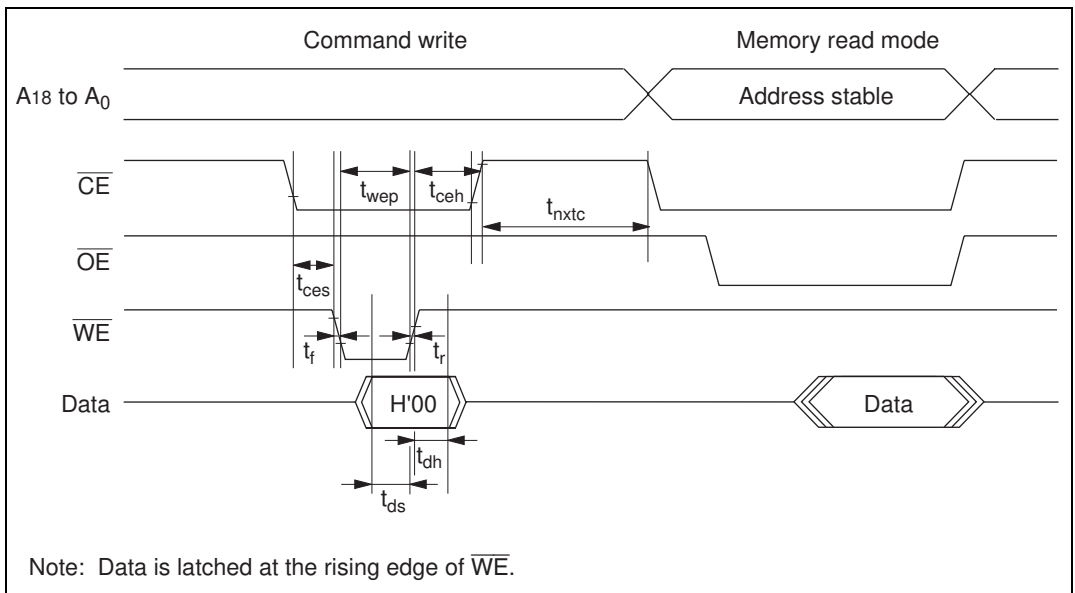 Command write Memory read mode
A18 to A0 Address stable
CE
twep tceh
tnxtc
OE
tces
WE
tf tr
Data H'00 Data
tdh
tds
Note: Data is latched at the rising edge of WE.